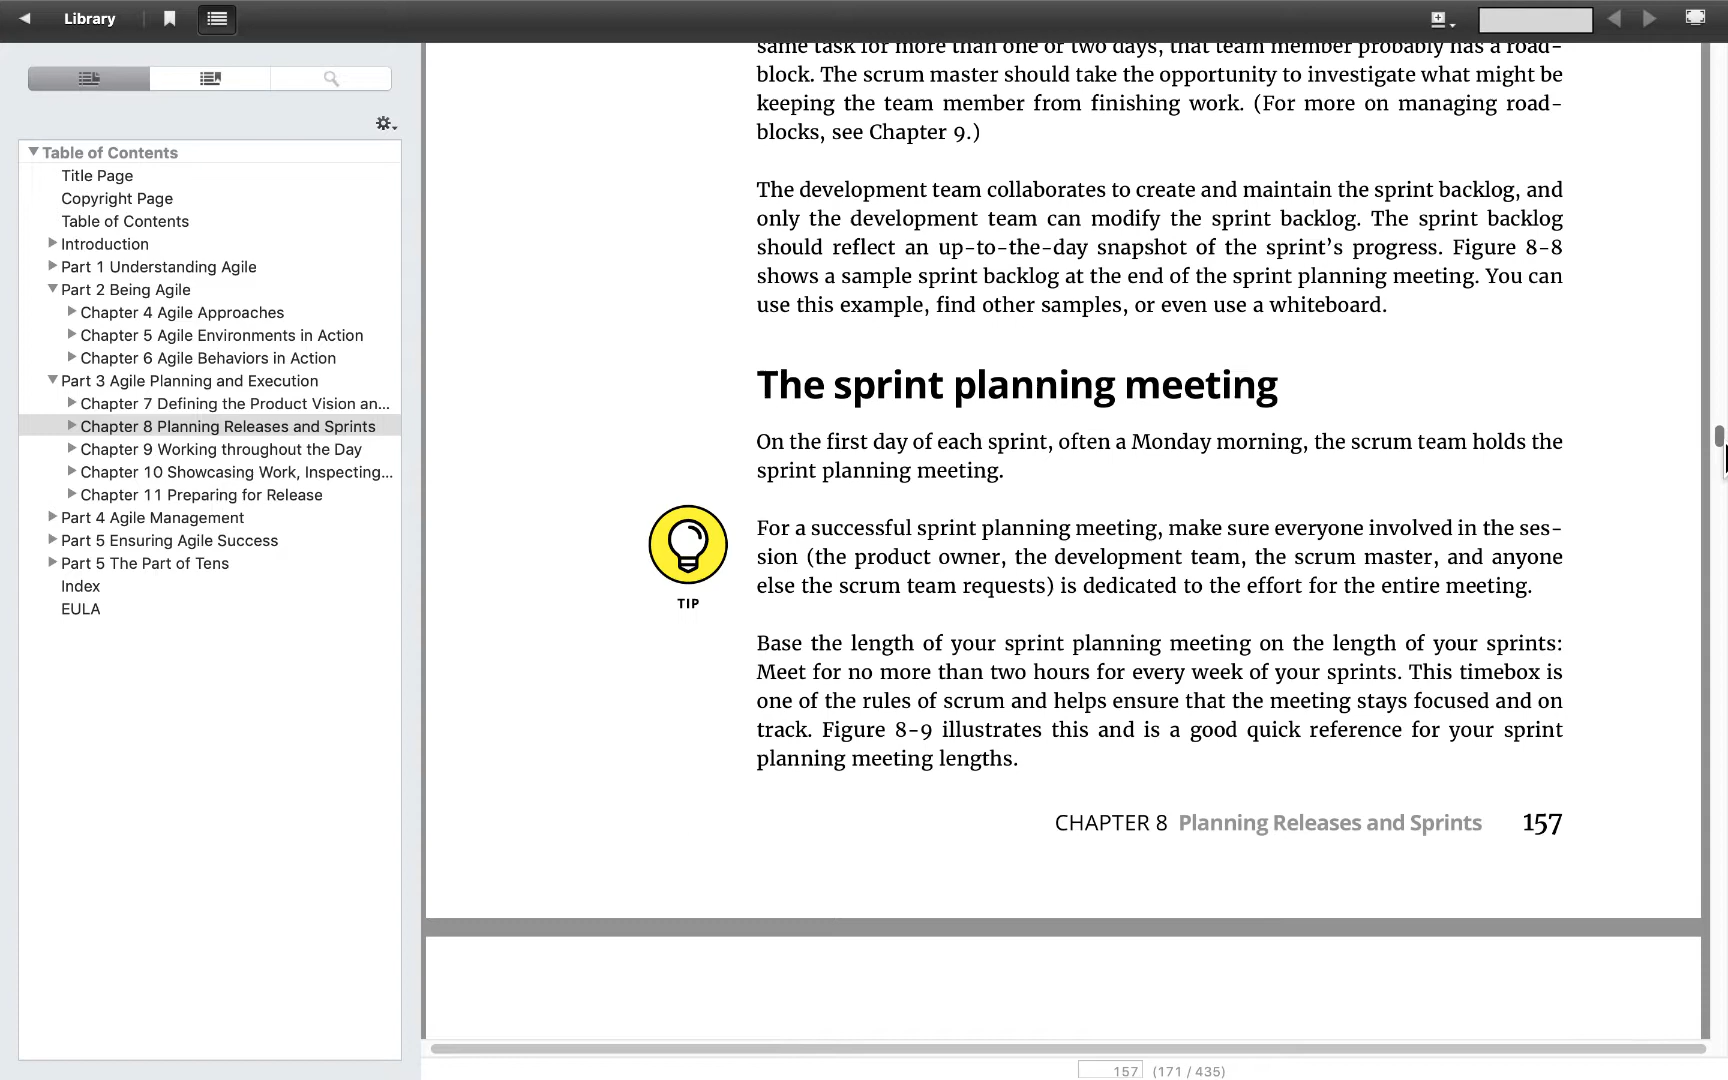 Library
Table of Contents
Title Page
Copyright Page
Table of Contents
Introduction
Part 1 Understanding Agile
Part 2 Being Agile
Chapter 4 Agile Approaches
Chapter 5 Agile Environments in Action
Chapter 6 Agile Behaviors in Action
Part 3 Agile Planning and Execution
Chapter 7 Defining the Product Vision an...
Chapter 8 Planning Releases and Sprints
Chapter 9 Working throughout the Day
Chapter 10 Showcasing Work, Inspecting...
Chapter 11 Preparing for Release
Part 4 Agile Management
Part 5 Ensuring Agile Success
Part 5 The Part of Tens
Index
EULA
same task for more than one or two days, that team member probably has a road-
block. The scrum master should take the opportunity to investigate what might be
keeping the team member from finishing work. (For more on managing road-
blocks, see Chapter 9.)
The development team collaborates to create and maintain the sprint backlog, and
only the development team can modify the sprint backlog. The sprint backlog
should reflect an up-to-the-day snapshot of the sprint’s progress. Figure 8-8
shows a sample sprint backlog at the end of the sprint planning meeting. You can
use this example, find other samples, or even use a whiteboard.
The sprint planning meeting
On the first day of each sprint, often a Monday morning, the scrum team holds the
sprint planning meeting.
TIP
For a successful sprint planning meeting, make sure everyone involved in the ses-
sion (the product owner, the development team, the scrum master, and anyone
else the scrum team requests) is dedicated to the effort for the entire meeting.
Base the length of your sprint planning meeting on the length of your sprints:
Meet for no more than two hours for every week of your sprints. This timebox is
one of the rules of scrum and helps ensure that the meeting stays focused and on
track. Figure 8-9 illustrates this and is a good quick reference for your sprint
planning meeting lengths.
CHAPTER 8 Planning Releases and Sprints 157
157 (171 / 435)